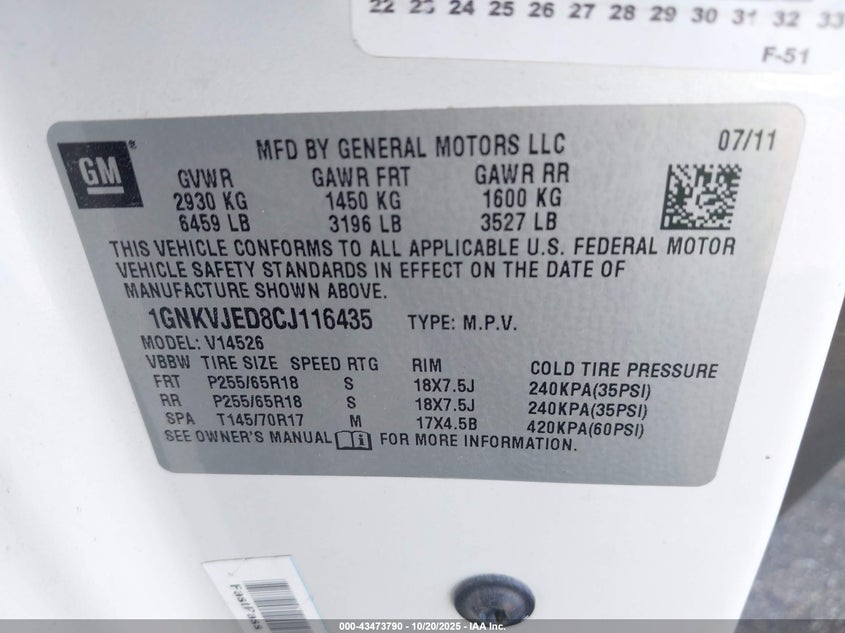 22 23 24 25 26 27 28 29 30 31 32 33
F-51
GM
MFD BY GENERAL MOTORS LLC 07/11
GVWR GAWR FRT GAWR RR
2930 KG 1450 KG 1600 KG
6459 LB 3196 LB 3527 LB
THIS VEHICLE CONFORMS TO ALL APPLICABLE U.S. FEDERAL MOTOR
VEHICLE SAFETY STANDARDS IN EFFECT ON THE DATE OF
MANUFACTURE SHOWN ABOVE.
1GNKVJED8CJ116435 TYPE: M.P.V.
MODEL: V14526
VBBW TIRE SIZE SPEED RTG RIM COLD TIRE PRESSURE
FRT P255/65R18 S 18X7.5J 240KPA(35PSI)
RR P255/65R18 S 18X7.5J 240KPA(35PSI)
SPA T145/70R17 M 17X4.5B 420KPA(60PSI)
SEE OWNER'S MANUAL i FOR MORE INFORMATION.
FastPass
000-43473790 - 10/20/2025 - IAA Inc.